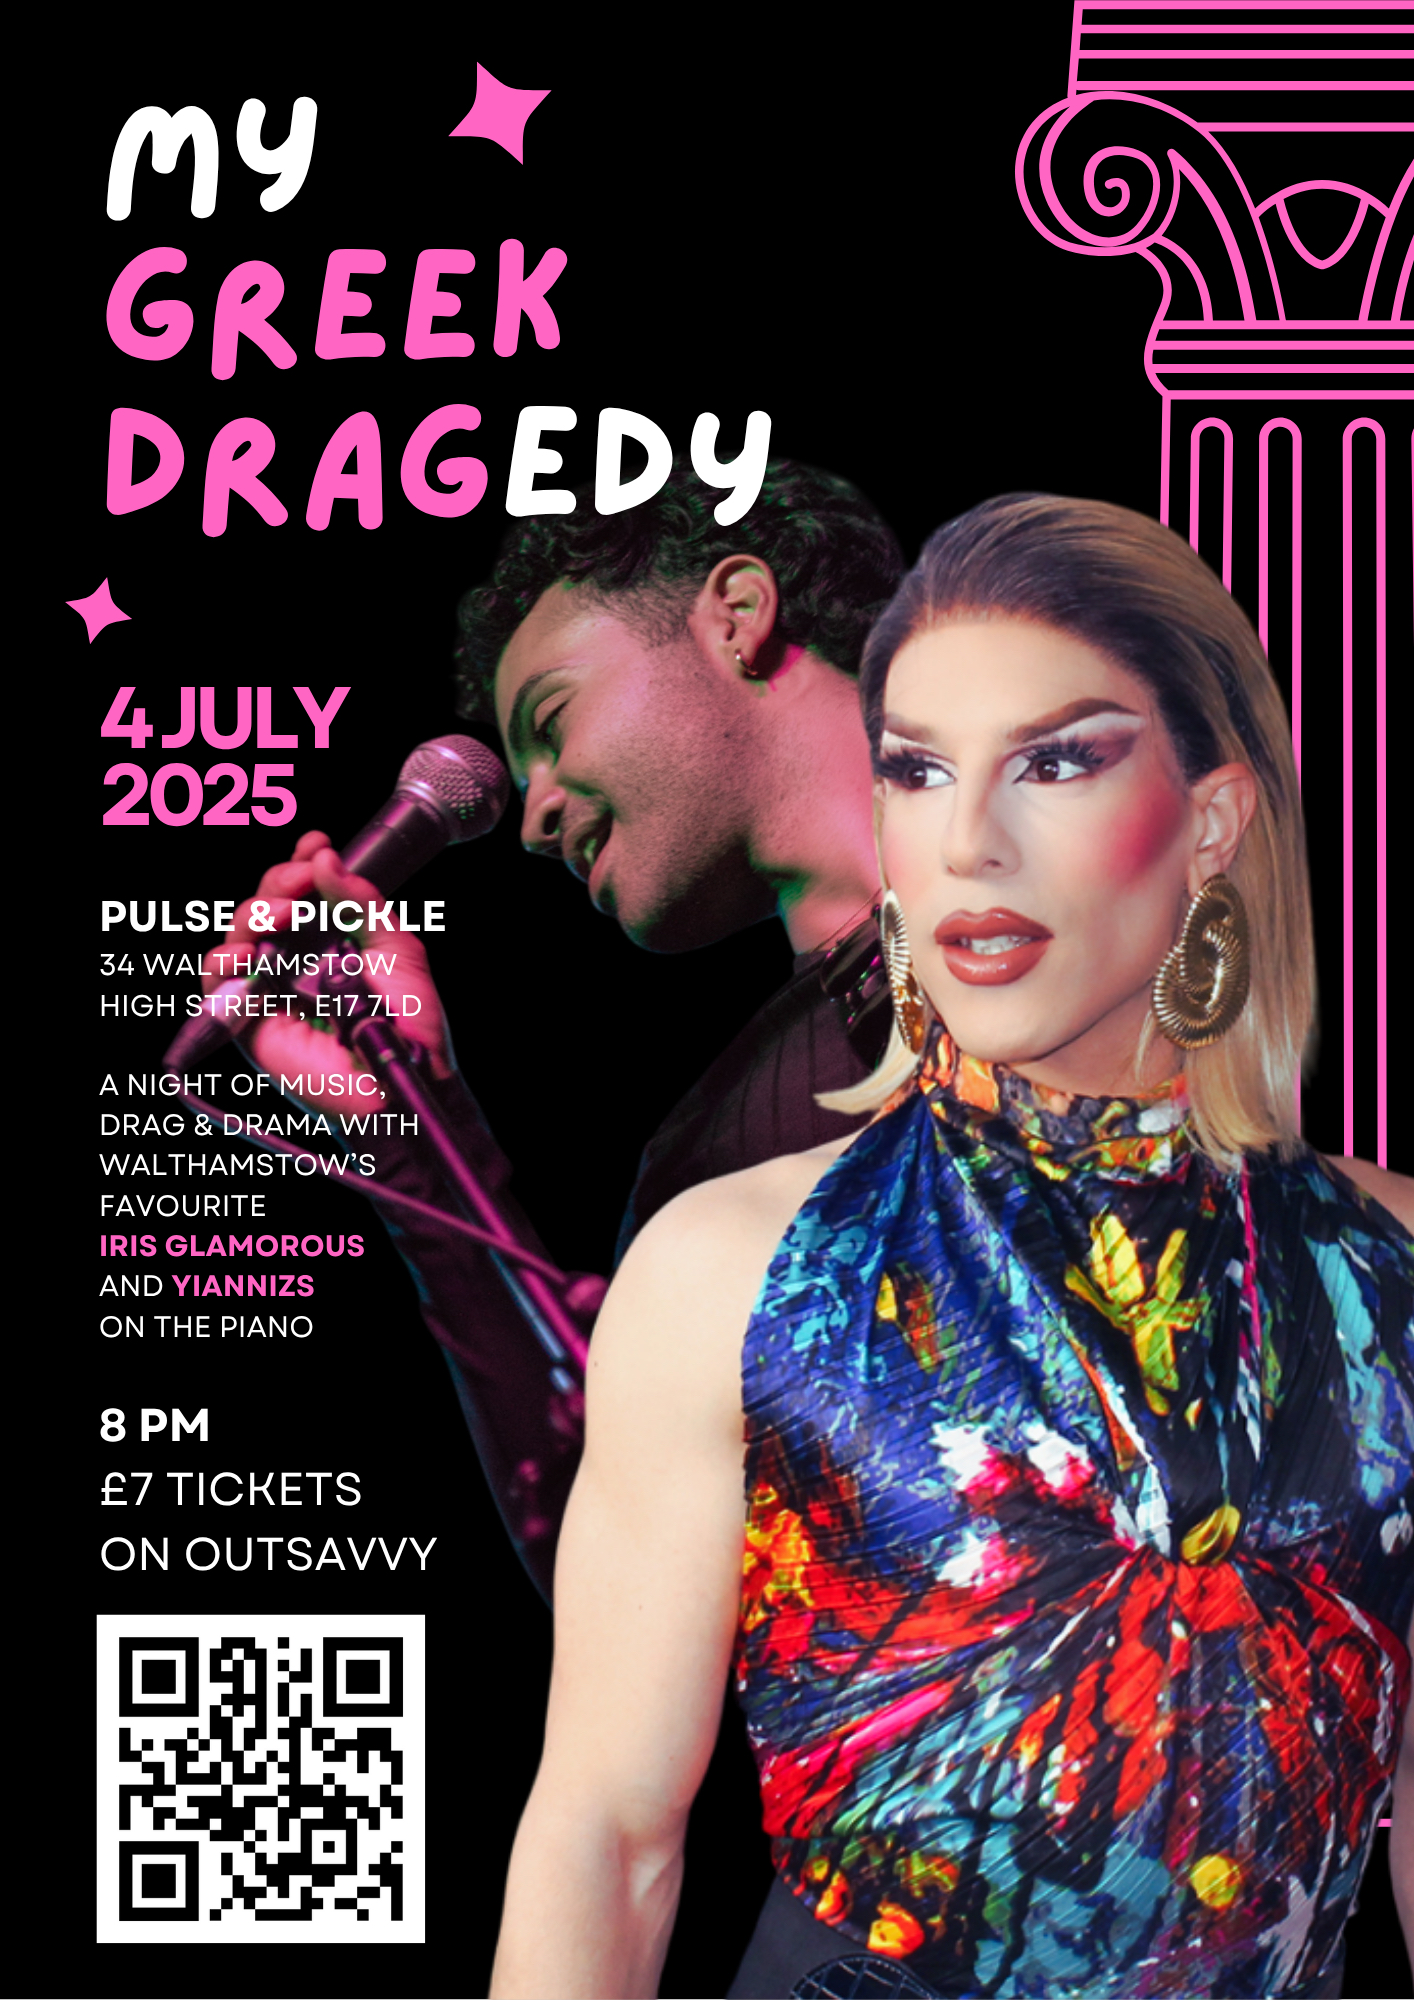 MY
GREEK
DRAGEDY
4 JULY
2025
PULSE & PICKLE
34 WALTHAMSTOW
HIGH STREET, E17 7LD
A NIGHT OF MUSIC,
DRAG & DRAMA WITH
WALTHAMSTOW'S
FAVOURITE
IRIS GLAMOROUS
AND YIANNIZS
ON THE PIANO
8 PM
£7 TICKETS
ON OUTSAVVY